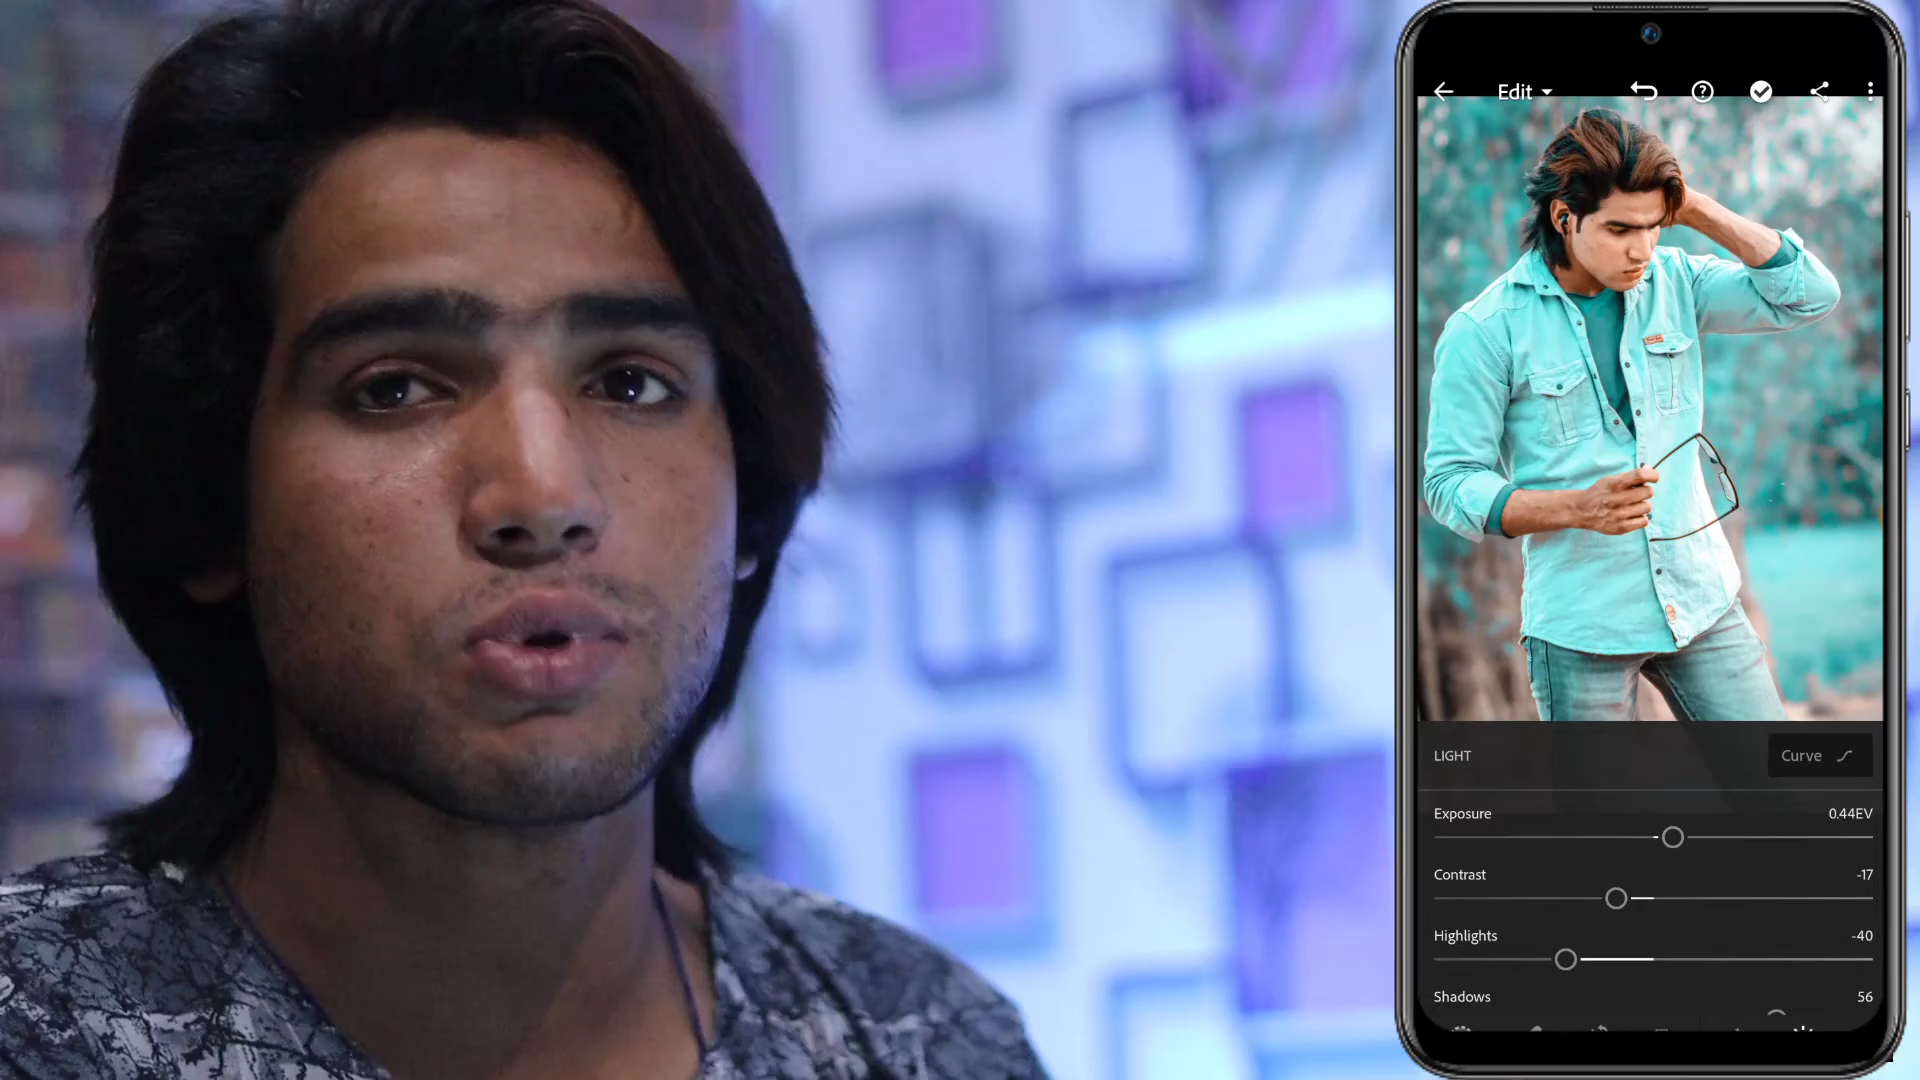 Edit
LIGHT
Curve
Exposure 0.44EV
Contrast -17
Highlights -40
Shadows 56